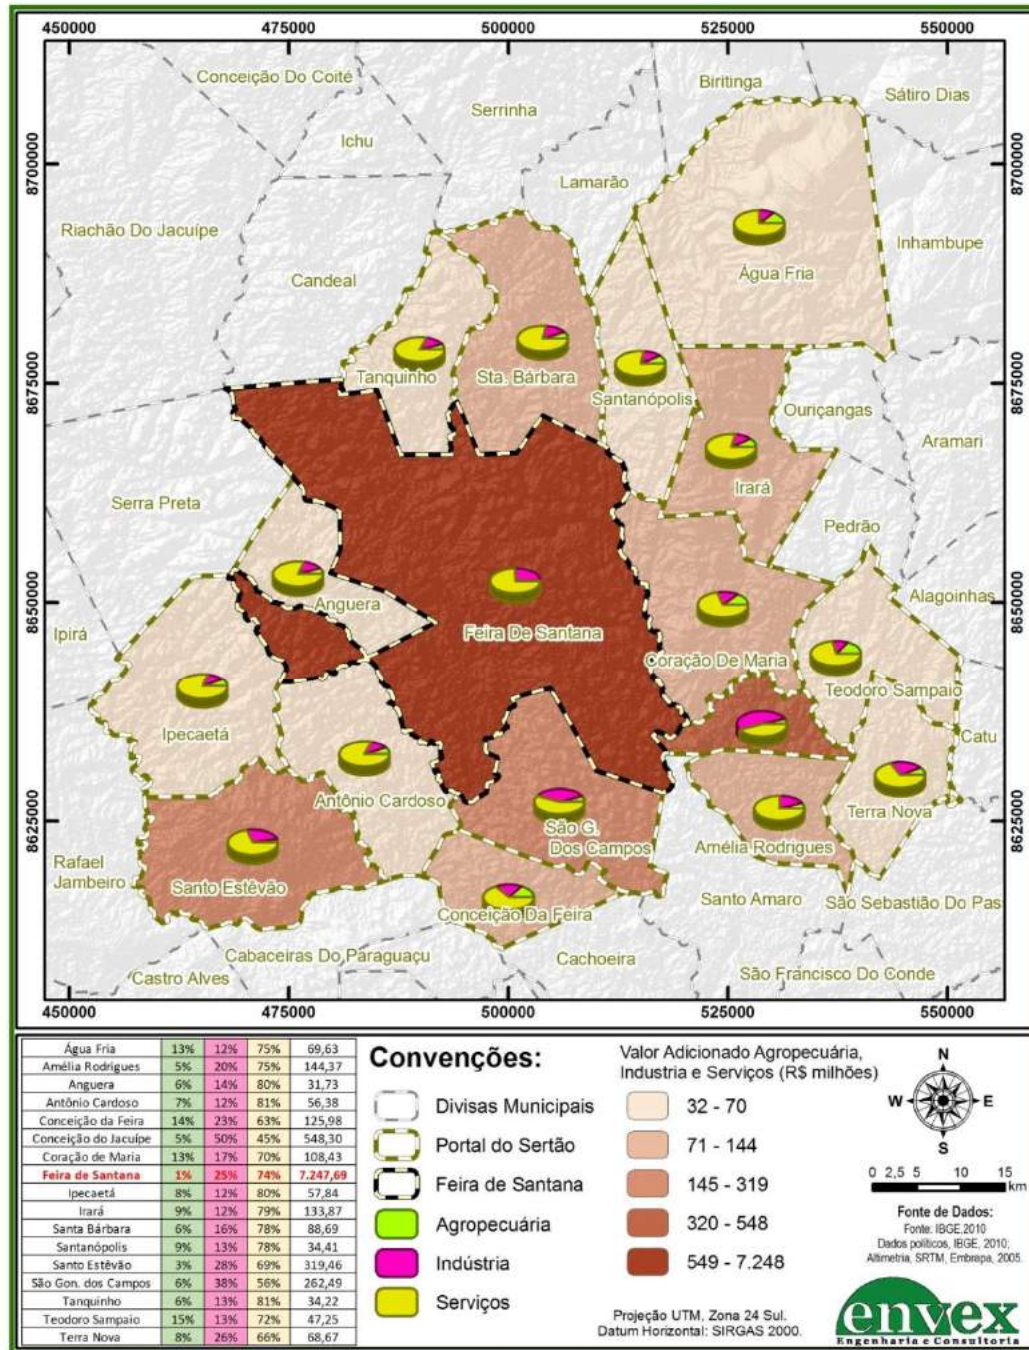 450000 475000 500000 525000 550000
Conceição Do Coité
Biritinga
Sátiro Dias
Serrinha
Ichu
8700000
8700000
Lamarão
Riachão Do Jacuípe
Inhambupe
Candeal
Água Fria
Tanquinho
Sta. Bárbara
8675000
8675000
Santanópolis
Ouriçangas
Aramari
Irará
Serra Preta
Pedrão
8650000
8650000
Anguera
Alagoinhas
Ipirá
Feira De Santana
Coração De Maria
Teodoro Sampaio
Ipecaetá
Catu
Antônio Cardoso
Terra Nova
8625000
8625000
São G.
Dos Campos
Amélia Rodrigues
Rafael
Jambeiro
Santo Estêvão
Santo Amaro
São Sebastião Do Pas
Conceição Da Feira
Cabaceiras Do Paraguaçu
Cachoeira
Castro Alves
São Francisco Do Conde
450000 475000 500000 525000 550000
Água Fria 13% 12% 75% 69,63
Amélia Rodrigues 5% 20% 75% 144,37
Anguera 6% 14% 80% 31,73
Antônio Cardoso 7% 12% 81% 56,38
Conceição da Feira 14% 23% 63% 125,98
Conceição do Jacuípe 5% 50% 45% 548,30
Coração de Maria 13% 17% 70% 108,43
Feira de Santana 1% 25% 74% 7.247,69
Ipecaetá 8% 12% 80% 57,84
Irará 9% 12% 79% 133,87
Santa Bárbara 6% 16% 78% 88,69
Santanópolis 9% 13% 78% 34,41
Santo Estêvão 3% 28% 69% 319,46
São Gon. dos Campos 6% 38% 56% 262,49
Tanquinho 6% 13% 81% 34,22
Teodoro Sampaio 15% 13% 72% 47,25
Terra Nova 8% 26% 66% 68,67
Convenções:
Divisas Municipais
Portal do Sertão
Feira de Santana
Agropecuária
Indústria
Serviços
Valor Adicionado Agropecuária,
Industria e Serviços (R$ milhões)
32 - 70
71 - 144
145 - 319
320 - 548
549 - 7.248
Projeção UTM, Zona 24 Sul.
Datum Horizontal: SIRGAS 2000.
N
W E
S
0 2,5 5 10 15
km
Fonte de Dados:
Fonte: IBGE,2010
Dados políticos, IBGE, 2010;
Altimetria, SRTM, Embrapa, 2005.
envex
Engenharia e Consultoria